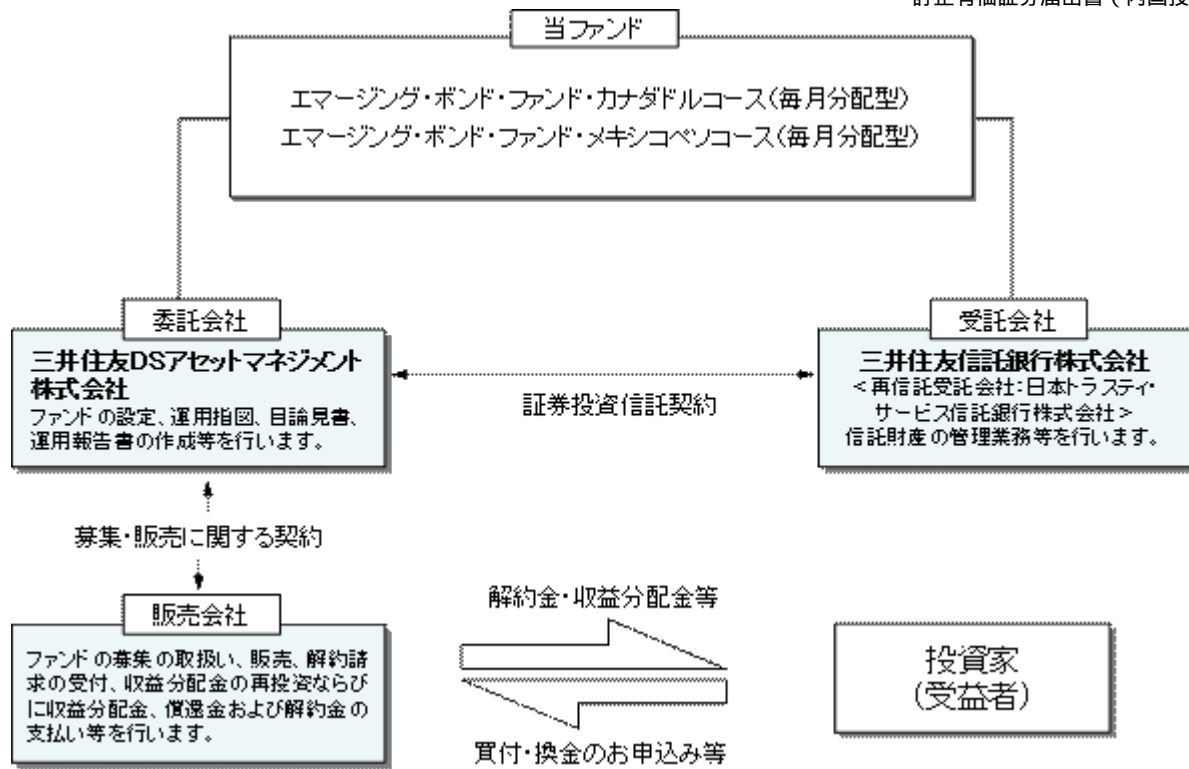 訂正有価証券届出書(内国投
当ファンド
エマージング・ボンド・ファンド・カナダドルコース(毎月分配型)
エマージング・ボンド・ファンド・メキシコペソコース(毎月分配型)
委託会社
三井住友DSアセットマネジメント
株式会社
ファンドの設定、運用指図、目論見書、
運用報告書の作成等を行います。
証券投資信託契約
受託会社
三井住友信託銀行株式会社
<再信託受託会社:日本トラスティ・
サービス信託銀行株式会社>
信託財産の管理業務等を行います。
募集・販売に関する契約
販売会社
ファンドの募集の取扱い、販売、解約請
求の受付、収益分配金の再投資ならび
に収益分配金、償還金および解約金の
支払い等を行います。
解約金・収益分配金等
買付・換金のお申込み等
投資家
(受益者)